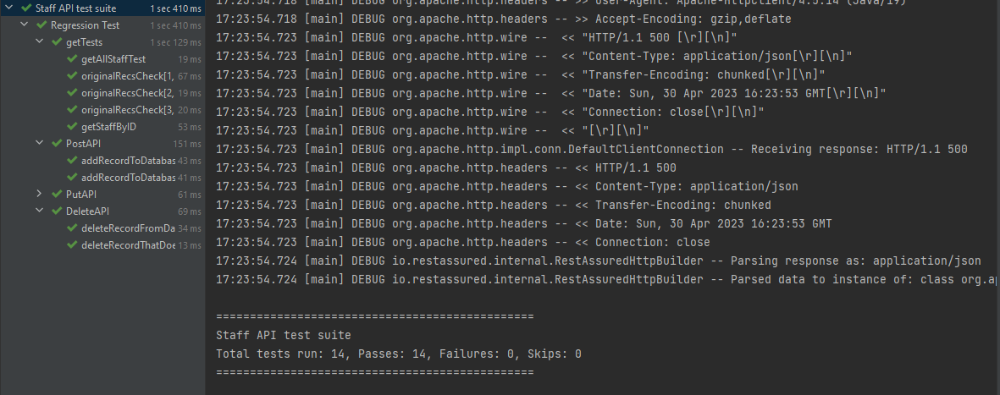 Staff API test suite 1 sec 410 ms
Regression Test 1 sec 410 ms
getTests 1 sec 129 ms
getAllStaffTest 19 ms
originalRecsCheck[1, 67 ms
originalRecsCheck[2, 19 ms
originalRecsCheck[3, 20 ms
getStaffByID 53 ms
PostAPI 151 ms
addRecordToDatabas 43 ms
addRecordToDatabas 41 ms
PutAPI 61 ms
DeleteAPI 69 ms
deleteRecordFromDa 34 ms
deleteRecordThatDoe 13 ms
17:23:54.718 [main] DEBUG org.apache.http.headers -- >> User-Agent: Apache-HttpClient/4.5.14 (Java/19)
17:23:54.718 [main] DEBUG org.apache.http.headers -- >> Accept-Encoding: gzip,deflate
17:23:54.723 [main] DEBUG org.apache.http.wire --  << "HTTP/1.1 500 [\r][\n]"
17:23:54.723 [main] DEBUG org.apache.http.wire --  << "Content-Type: application/json[\r][\n]"
17:23:54.723 [main] DEBUG org.apache.http.wire --  << "Transfer-Encoding: chunked[\r][\n]"
17:23:54.723 [main] DEBUG org.apache.http.wire --  << "Date: Sun, 30 Apr 2023 16:23:53 GMT[\r][\n]"
17:23:54.723 [main] DEBUG org.apache.http.wire --  << "Connection: close[\r][\n]"
17:23:54.723 [main] DEBUG org.apache.http.wire --  << "[\r][\n]"
17:23:54.723 [main] DEBUG org.apache.http.impl.conn.DefaultClientConnection -- Receiving response: HTTP/1.1 500
17:23:54.723 [main] DEBUG org.apache.http.headers -- << HTTP/1.1 500
17:23:54.723 [main] DEBUG org.apache.http.headers -- << Content-Type: application/json
17:23:54.723 [main] DEBUG org.apache.http.headers -- << Transfer-Encoding: chunked
17:23:54.723 [main] DEBUG org.apache.http.headers -- << Date: Sun, 30 Apr 2023 16:23:53 GMT
17:23:54.723 [main] DEBUG org.apache.http.headers -- << Connection: close
17:23:54.724 [main] DEBUG io.restassured.internal.RestAssuredHttpBuilder -- Parsing response as: application/json
17:23:54.724 [main] DEBUG io.restassured.internal.RestAssuredHttpBuilder -- Parsed data to instance of: class org.ap
===============================================
Staff API test suite
Total tests run: 14, Passes: 14, Failures: 0, Skips: 0
===============================================